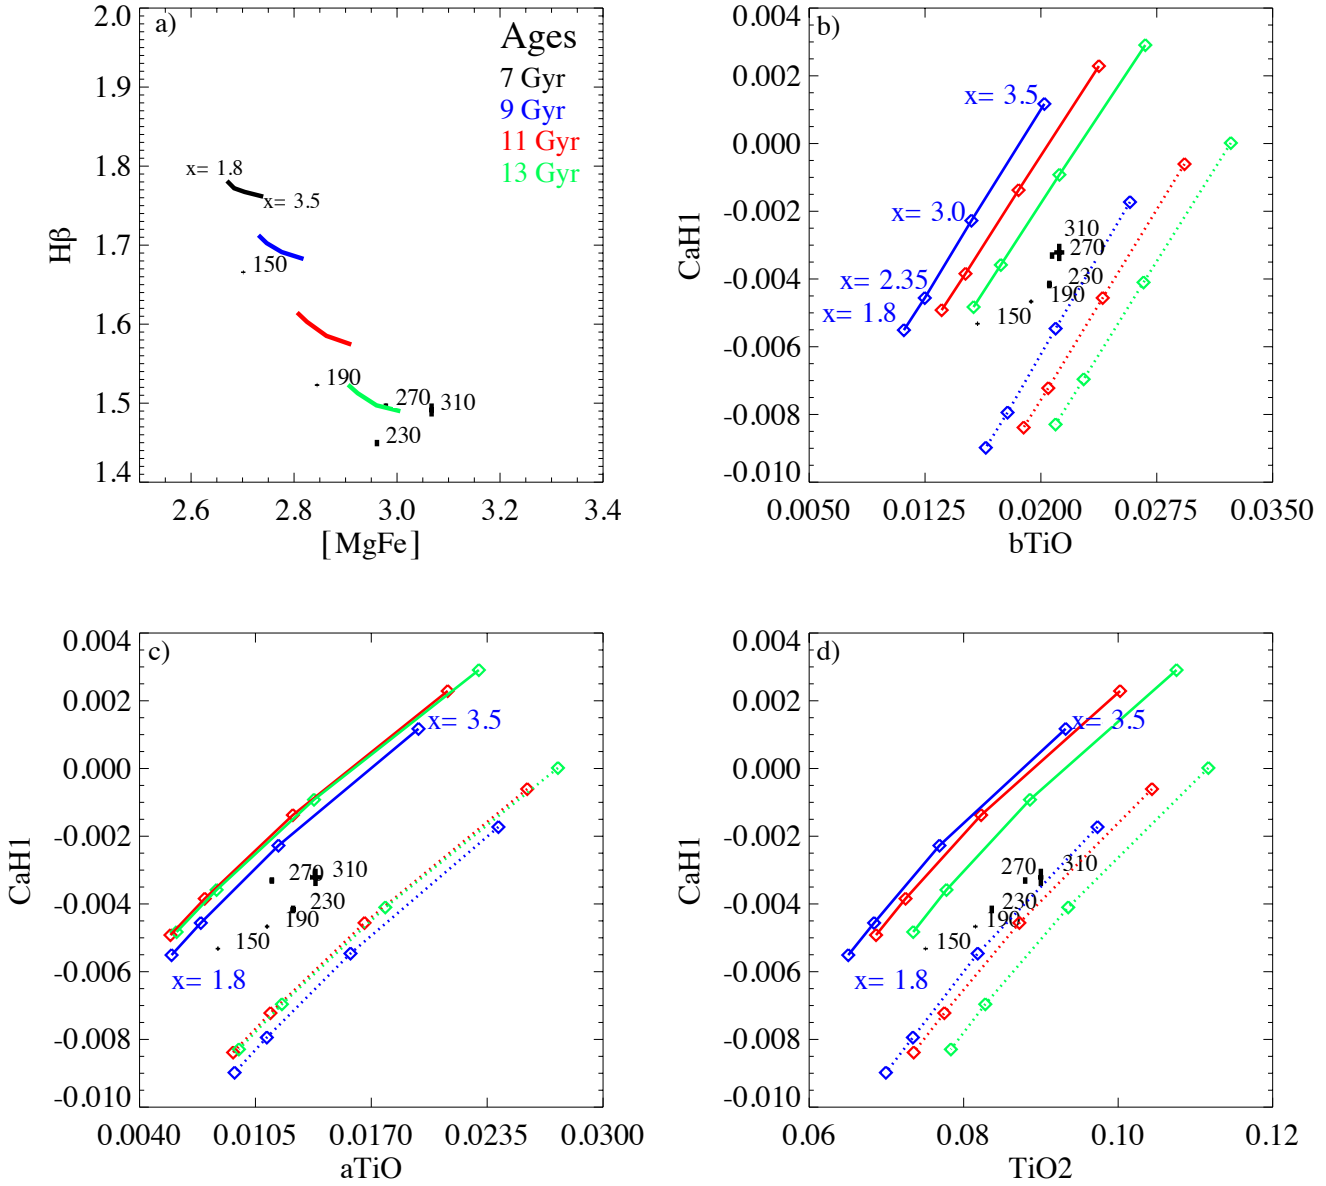 a)
Ages
7 Gyr
9 Gyr
11 Gyr
13 Gyr
2.0
1.9
1.8
1.7
1.6
1.5
1.4
Hβ
x= 1.8
x= 3.5
150
190
270
310
230
2.6 2.8 3.0 3.2 3.4
[MgFe]
b)
0.004
0.002
0.000
-0.002
-0.004
-0.006
-0.008
-0.010
CaH1
x= 3.5
x= 3.0
x= 2.35
x= 1.8
310
270
230
190
150
0.0050 0.0125 0.0200 0.0275 0.0350
bTiO
c)
0.004
0.002
0.000
-0.002
-0.004
-0.006
-0.008
-0.010
CaH1
x= 3.5
270 310
230
190
150
x= 1.8
0.0040 0.0105 0.0170 0.0235 0.0300
aTiO
d)
0.004
0.002
0.000
-0.002
-0.004
-0.006
-0.008
-0.010
CaH1
x= 3.5
270 310
230
190
150
x= 1.8
0.06 0.08 0.10 0.12
TiO2